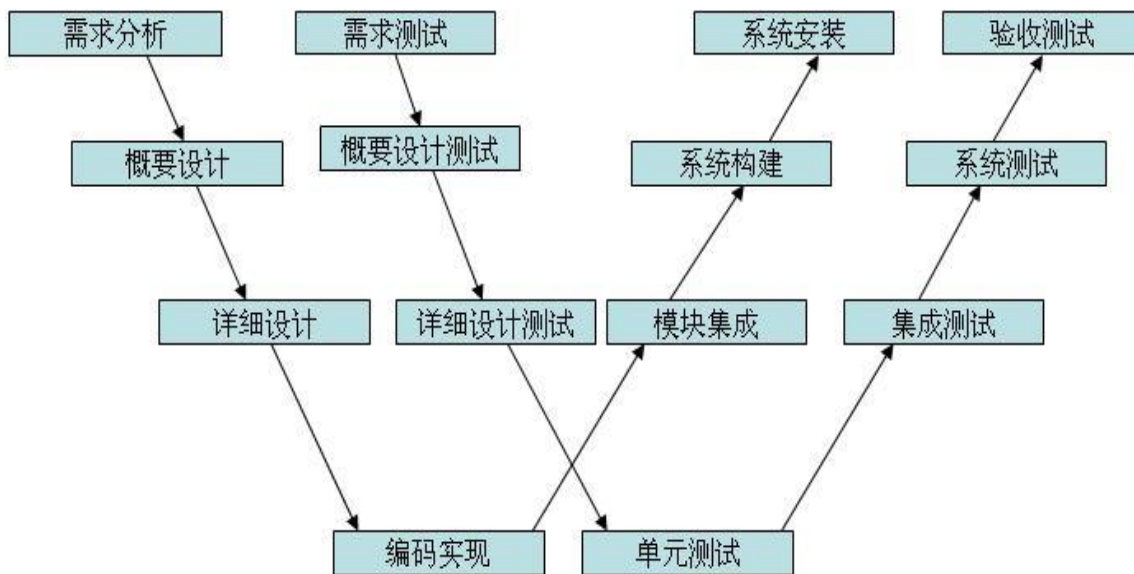 需求分析
需求测试
系统安装
验收测试
概要设计
概要设计测试
系统构建
系统测试
详细设计
详细设计测试
模块集成
集成测试
编码实现
单元测试